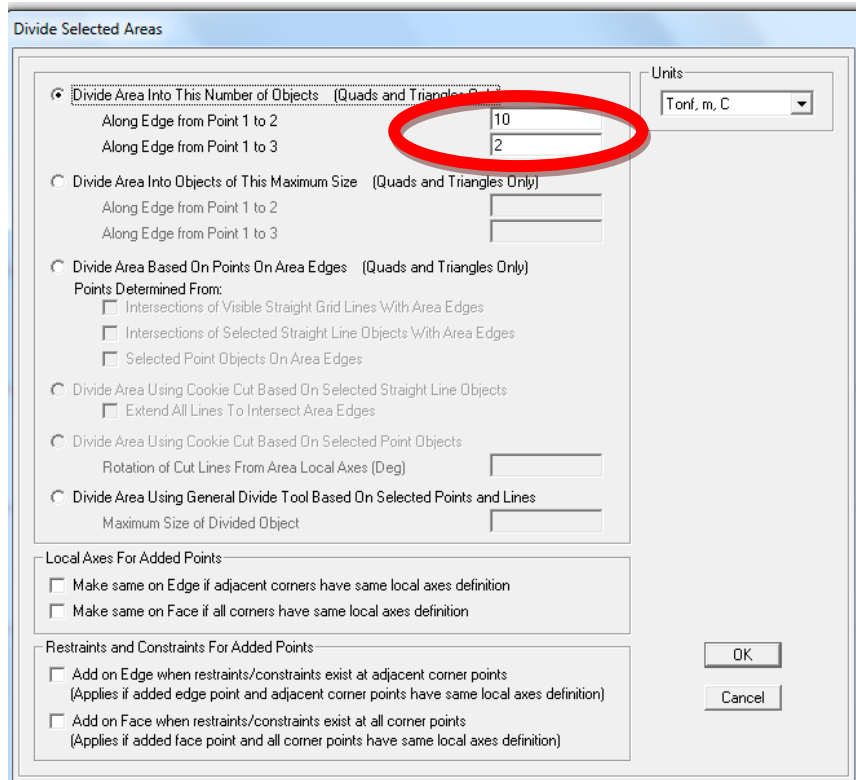 Divide Selected Areas
Units
Divide Area Into This Number of Objects (Quads and Triangles Only)
Tonf, m, C
Along Edge from Point 1 to 2
10
Along Edge from Point 1 to 3
2
Divide Area Into Objects of This Maximum Size (Quads and Triangles Only)
Along Edge from Point 1 to 2
Along Edge from Point 1 to 3
Divide Area Based On Points On Area Edges (Quads and Triangles Only)
Points Determined From:
Intersections of Visible Straight Grid Lines With Area Edges
Intersections of Selected Straight Line Objects With Area Edges
Selected Point Objects On Area Edges
Divide Area Using Cookie Cut Based On Selected Straight Line Objects
Extend All Lines To Intersect Area Edges
Divide Area Using Cookie Cut Based On Selected Point Objects
Rotation of Cut Lines From Area Local Axes (Deg)
Divide Area Using General Divide Tool Based On Selected Points and Lines
Maximum Size of Divided Object
Local Axes For Added Points
Make same on Edge if adjacent corners have same local axes definition
Make same on Face if all corners have same local axes definition
Restraints and Constraints For Added Points
Add on Edge when restraints/constraints exist at adjacent corner points
(Applies if added edge point and adjacent corner points have same local axes definition)
Add on Face when restraints/constraints exist at all corner points
(Applies if added face point and all corner points have same local axes definition)
OK
Cancel